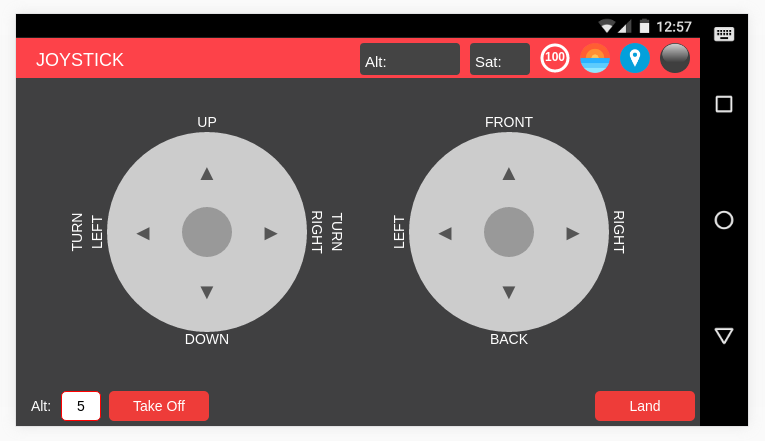 12:57
JOYSTICK
Alt:
Sat:
100
UP
TURN
LEFT
RIGHT
TURN
DOWN
FRONT
LEFT
RIGHT
BACK
Alt:
5
Take Off
Land